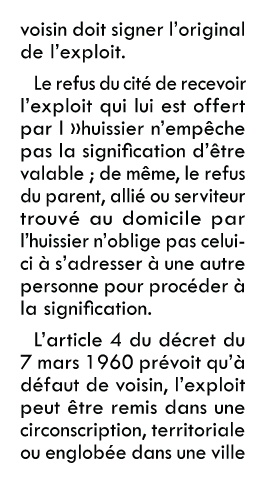 voisin doit signer l’original
de l’exploit.
Le refus du cité de recevoir
l’exploit qui lui est offert
par l »huissier n’empêche
pas la signification d’être
valable ; de même, le refus
du parent, allié ou serviteur
trouvé au domicile par
l’huissier n’oblige pas celui-
ci à s’adresser à une autre
personne pour procéder à
la signification.
L’article 4 du décret du
7 mars 1960 prévoit qu’à
défaut de voisin, l’exploit
peut être remis dans une
circonscription, territoriale
ou englobée dans une ville